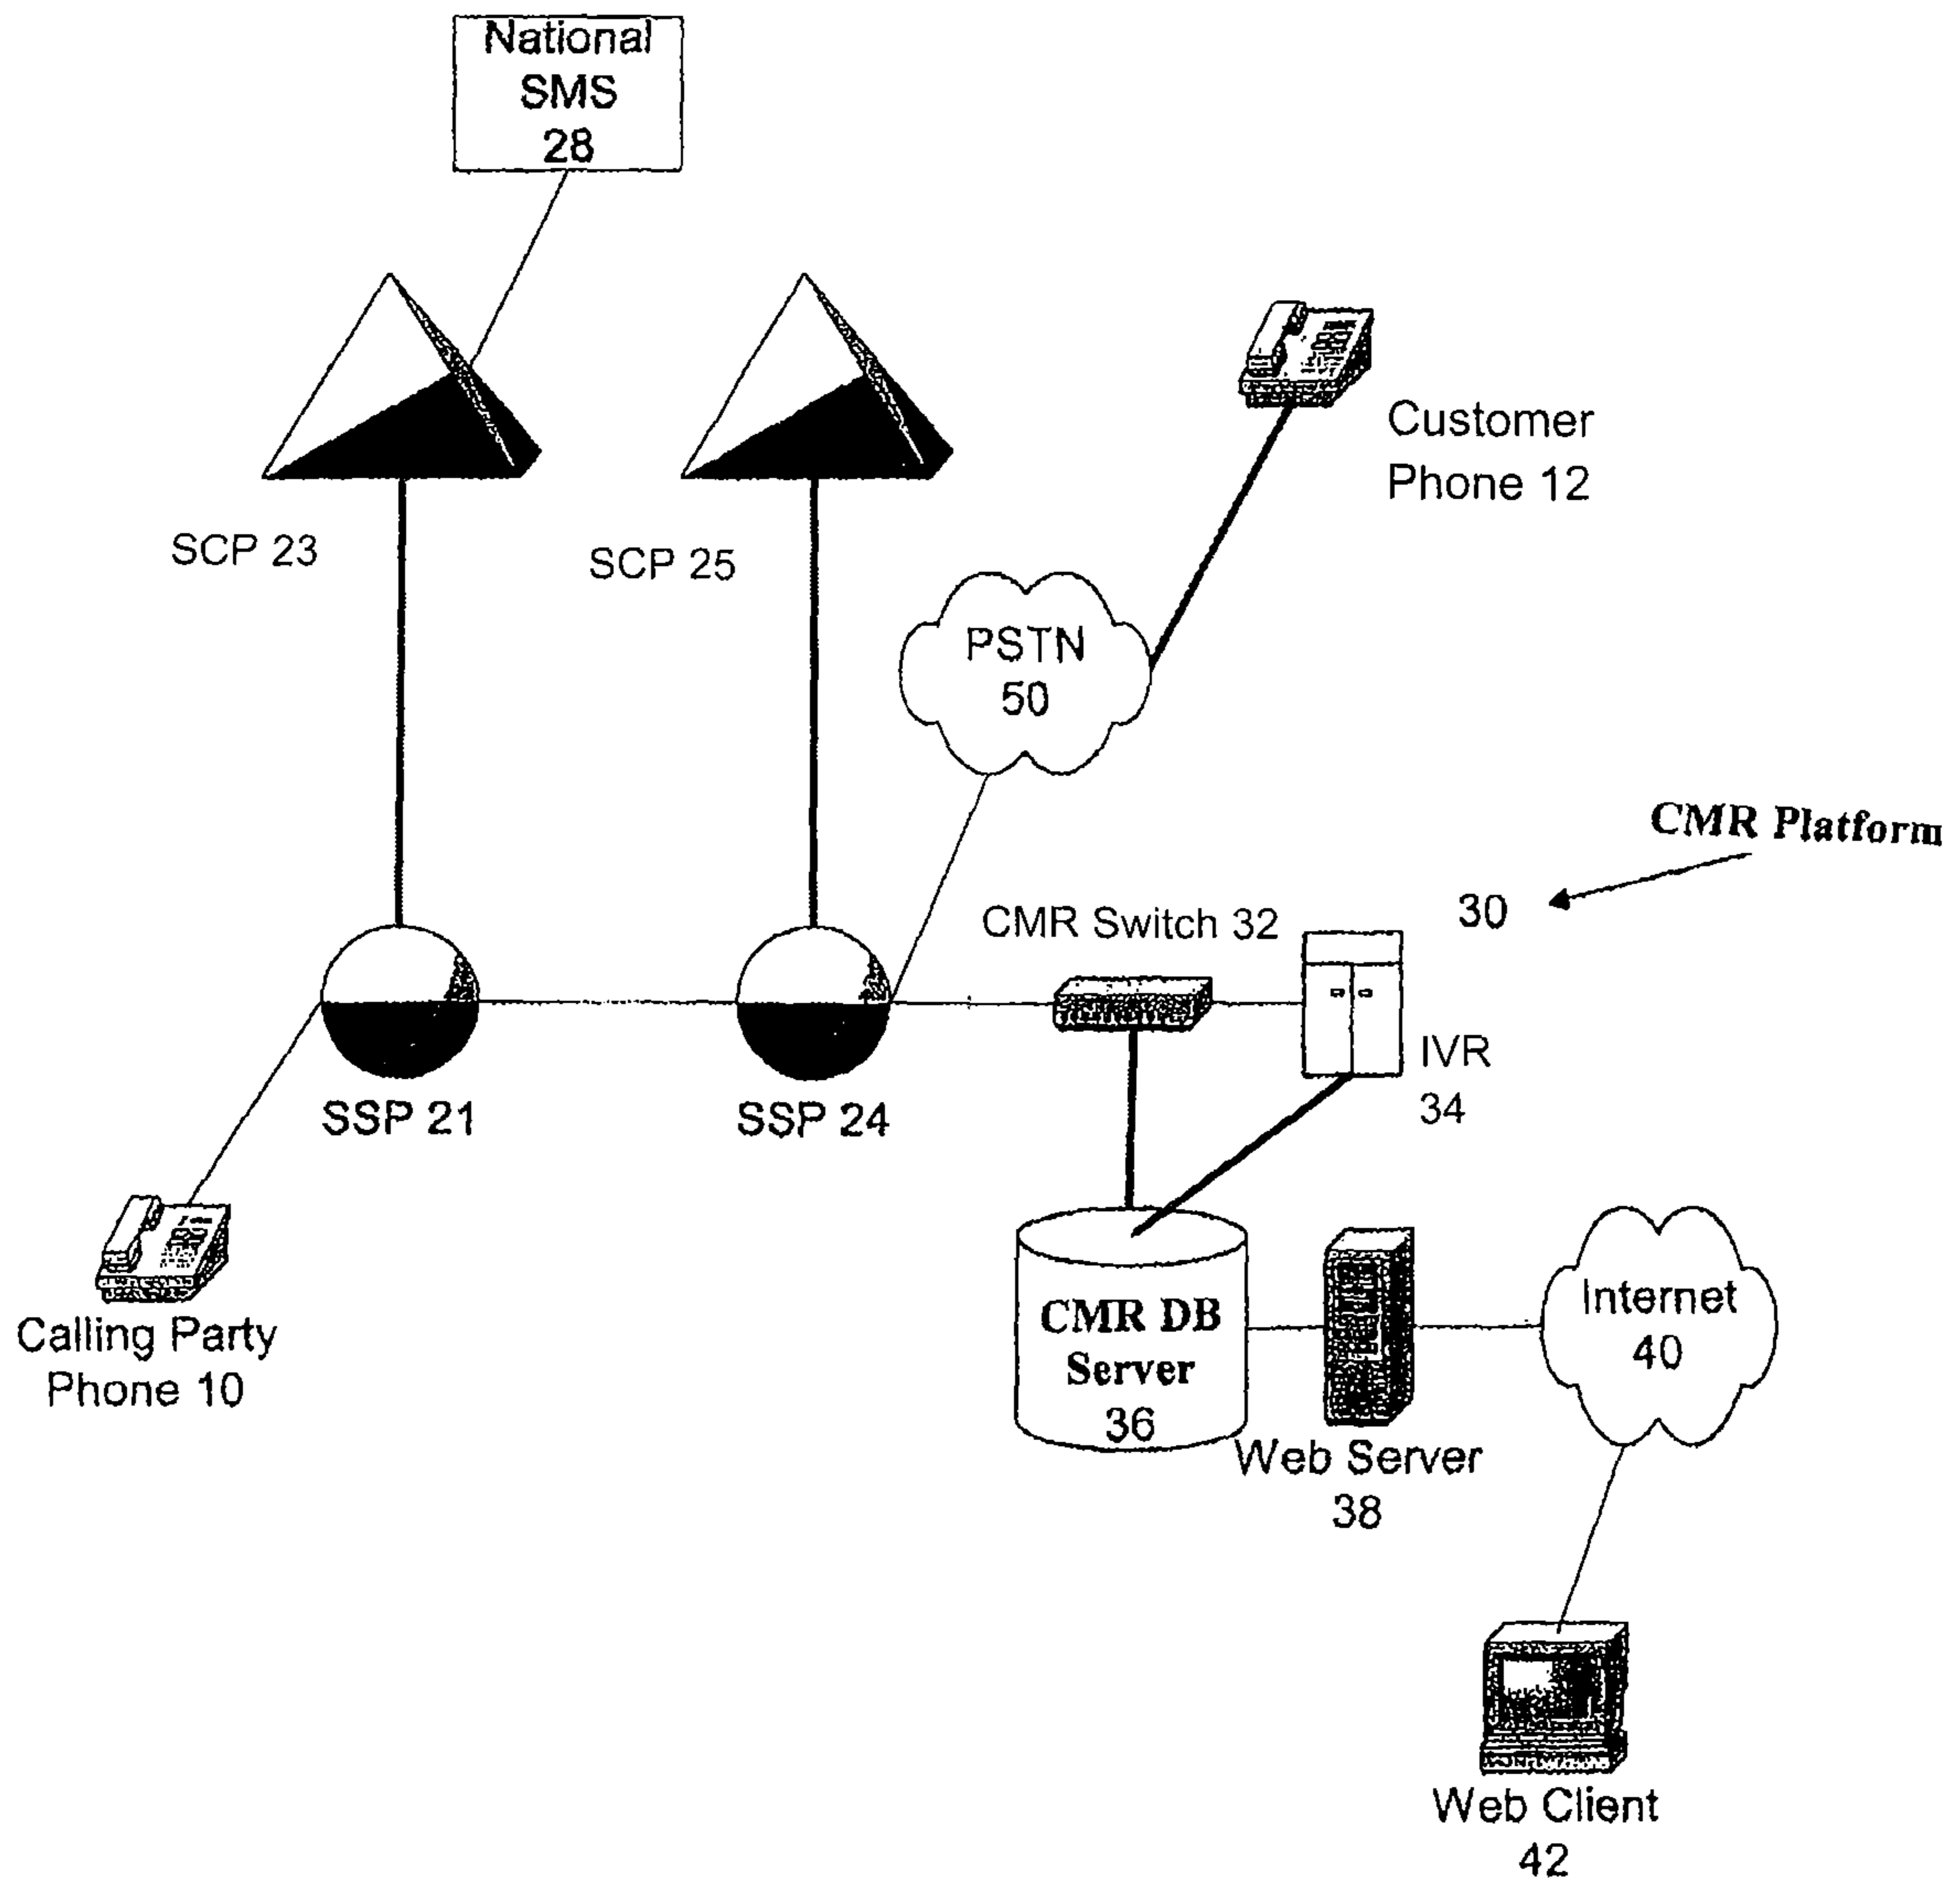 National
SMS
28
SCP 23
SCP 25
Customer
Phone 12
PSTN
50
CMR Platform
30
CMR Switch 32
IVR
34
SSP 21
SSP 24
Calling Party
Phone 10
CMR DB
Server
36
Web Server
38
Internet
40
Web Client
42